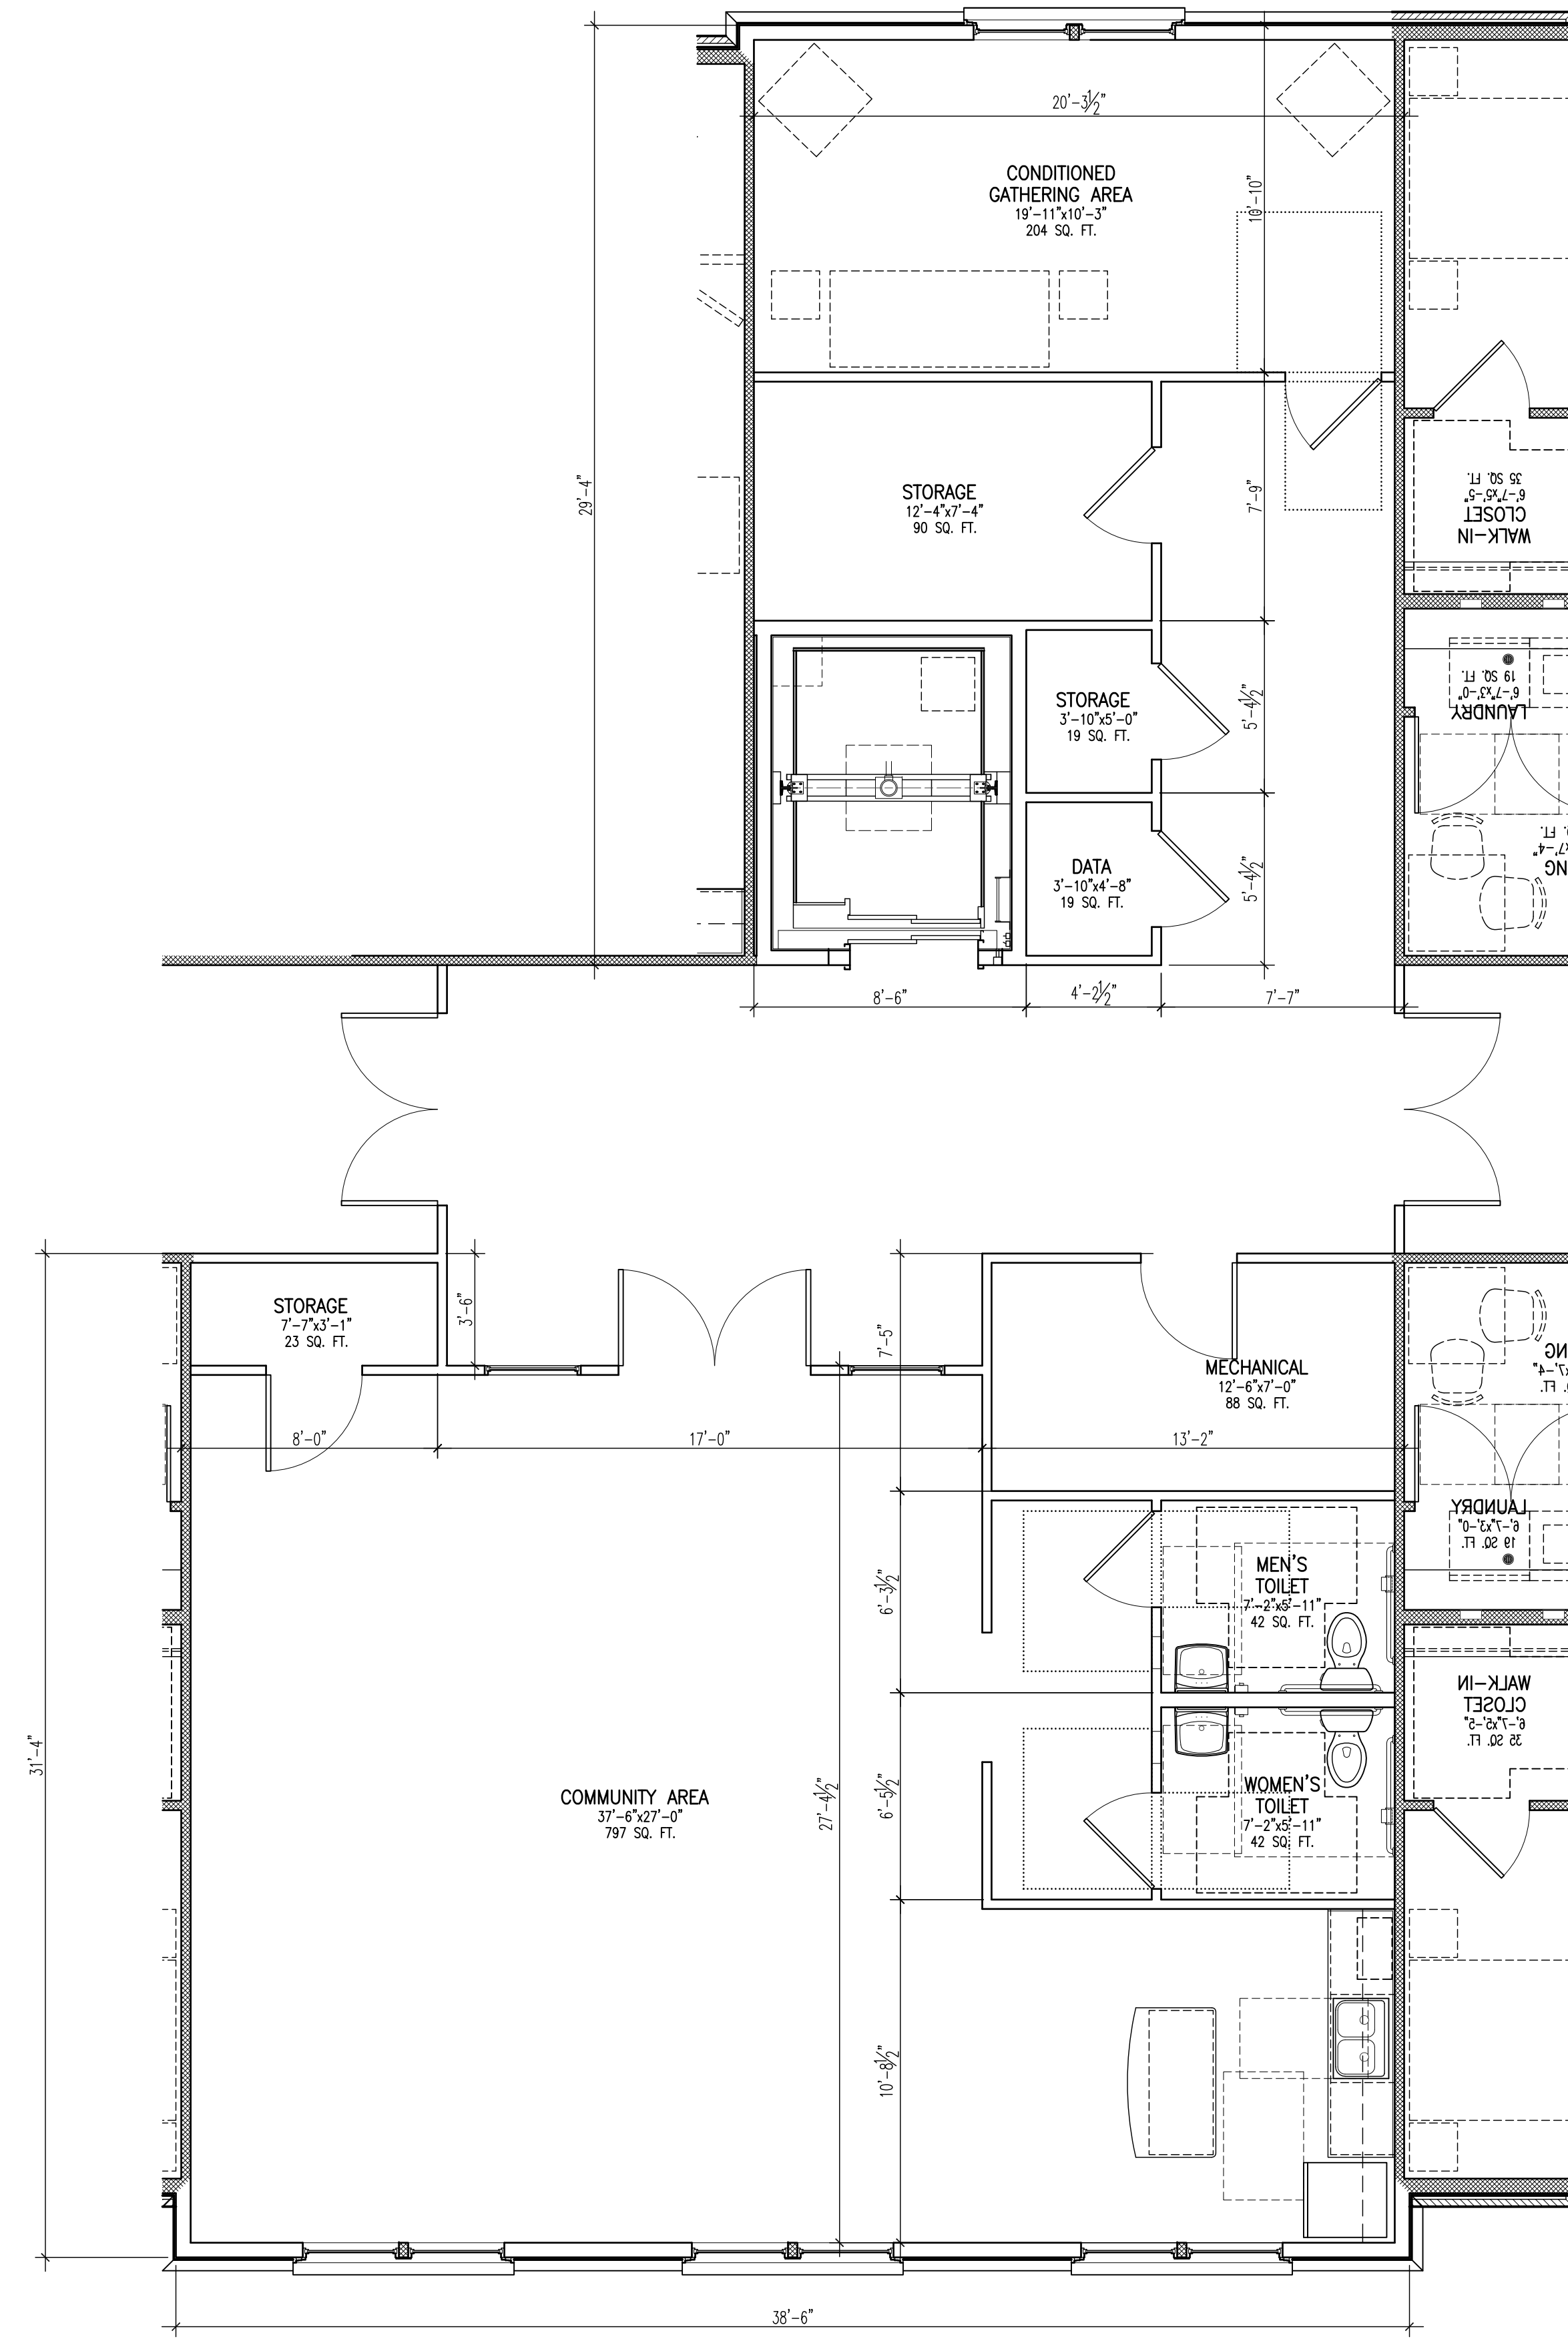 20'-3½"
CONDITIONED
GATHERING AREA
19'-11"x10'-3"
204 SQ. FT.
10'-10"
29'-4"
STORAGE
12'-4"x7'-4"
90 SQ. FT.
7'-9"
WALK-IN
CLOSET
6'-7"x5'-5"
35 SQ. FT.
STORAGE
3'-10"x5'-0"
19 SQ. FT.
5'-4½"
LAUNDRY
6'-7"x3'-0"
19 SQ. FT.
DATA
3'-10"x4'-8"
19 SQ. FT.
5'-4½"
8'-6"
4'-2½"
7'-7"
STORAGE
7'-7"x3'-1"
23 SQ. FT.
3'-6"
7'-5"
MECHANICAL
12'-6"x7'-0"
88 SQ. FT.
8'-0"
17'-0"
13'-2"
LAUNDRY
6'-7"x3'-0"
19 SQ. FT.
MEN'S
TOILET
7'-2"x5'-11"
42 SQ. FT.
6'-3½"
WALK-IN
CLOSET
6'-7"x5'-5"
35 SQ. FT.
31'-4"
COMMUNITY AREA
37'-6"x27'-0"
797 SQ. FT.
27'-4½"
6'-5½"
WOMEN'S
TOILET
7'-2"x5'-11"
42 SQ. FT.
10'-8½"
38'-6"